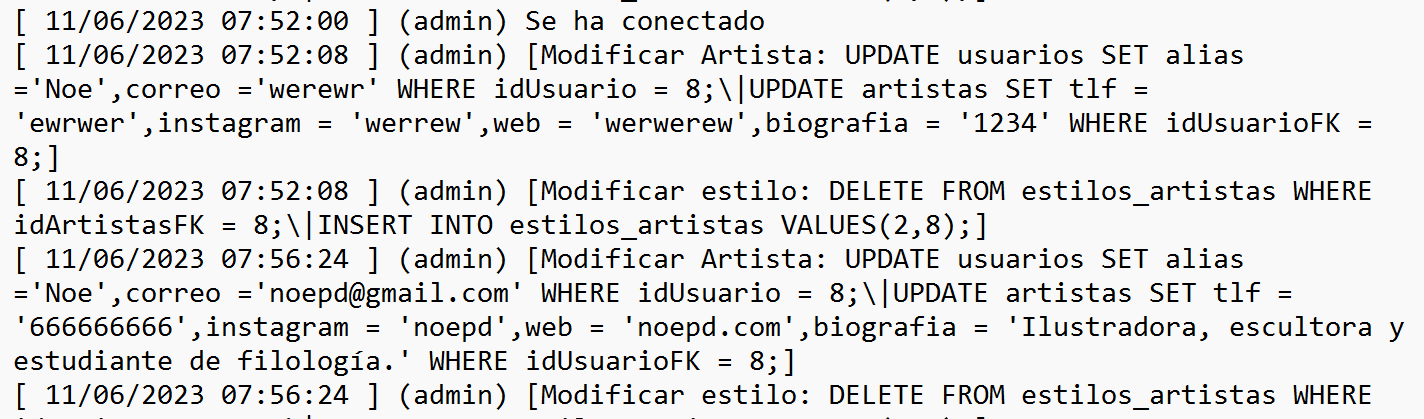 [ 11/06/2023 07:52:00 ] (admin) Se ha conectado
[ 11/06/2023 07:52:08 ] (admin) [Modificar Artista: UPDATE usuarios SET alias
='Noe',correo ='werewr' WHERE idUsuario = 8;\|UPDATE artistas SET tlf =
'ewrwer',instagram = 'werrew',web = 'werwerew',biografia = '1234' WHERE idUsuarioFK =
8;]
[ 11/06/2023 07:52:08 ] (admin) [Modificar estilo: DELETE FROM estilos_artistas WHERE
idArtistasFK = 8;\|INSERT INTO estilos_artistas VALUES(2,8);]
[ 11/06/2023 07:56:24 ] (admin) [Modificar Artista: UPDATE usuarios SET alias
='Noe',correo ='noepd@gmail.com' WHERE idUsuario = 8;\|UPDATE artistas SET tlf =
'666666666',instagram = 'noepd',web = 'noepd.com',biografia = 'Ilustradora, escultora y
estudiante de filología.' WHERE idUsuarioFK = 8;]
[ 11/06/2023 07:56:24 ] (admin) [Modificar estilo: DELETE FROM estilos_artistas WHERE